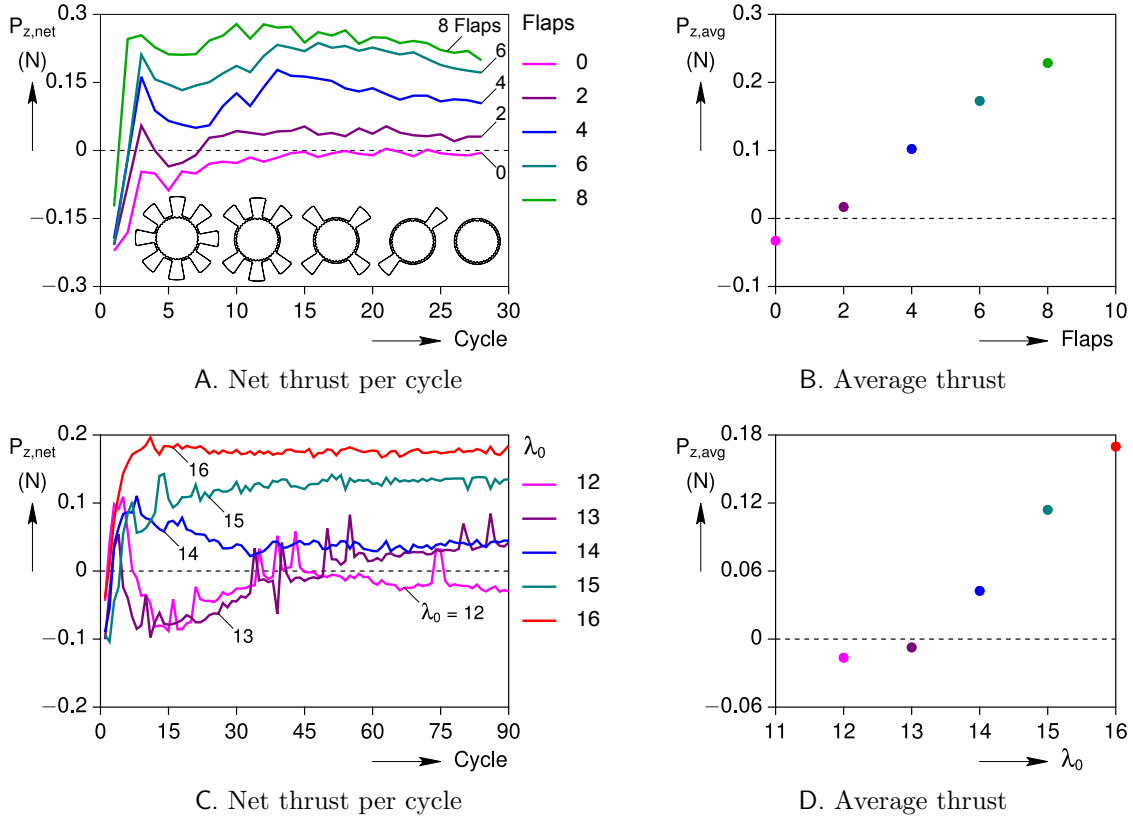 P_z,net
(N)
0.3
0.15
0
−0.15
−0.3
0 5 10 15 20 25 30
Cycle
8 Flaps
6
4
2
0
Flaps
0
2
4
6
8
A. Net thrust per cycle
P_z,avg
(N)
0.3
0.2
0.1
0
−0.1
0 2 4 6 8 10
Flaps
B. Average thrust
P_z,net
(N)
0.2
0.1
0
−0.1
−0.2
1 15 30 45 60 75 90
Cycle
16
15
14
13
λ₀ = 12
λ₀
12
13
14
15
16
C. Net thrust per cycle
P_z,avg
(N)
0.18
0.12
0.06
0
−0.06
11 12 13 14 15 16
λ₀
D. Average thrust